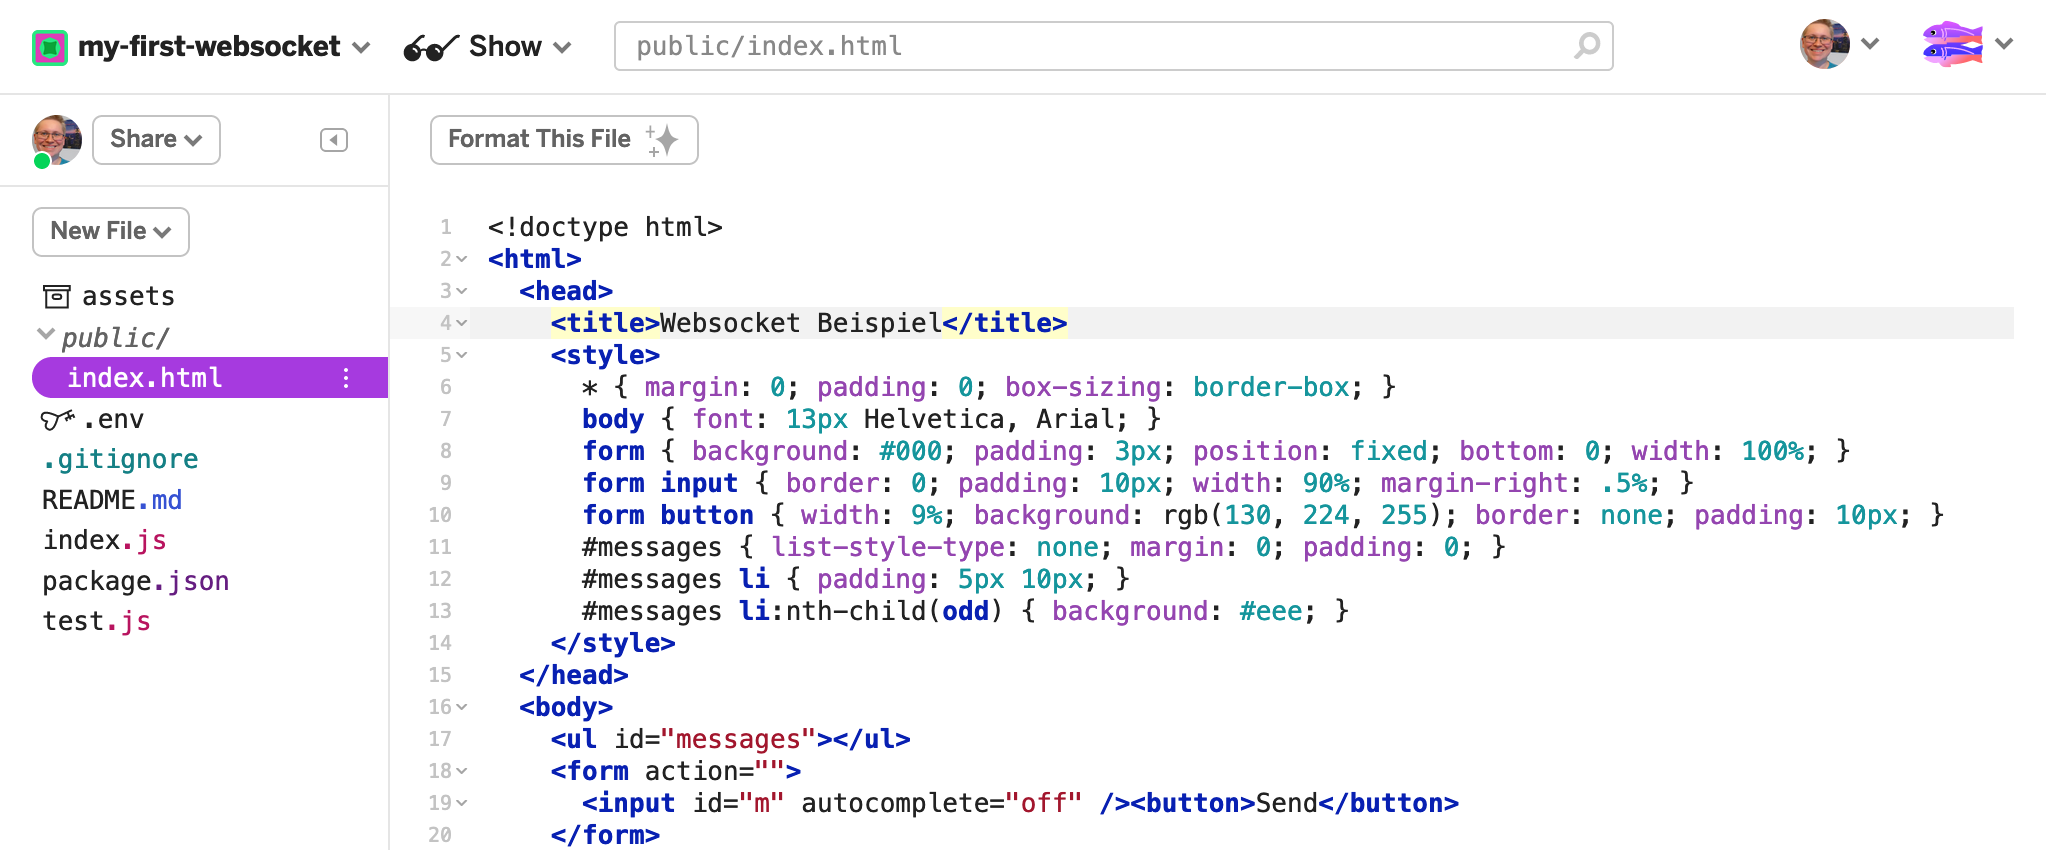 my-first-websocket Show public/index.html
Share Format This File
New File
assets
public/
index.html
.env
.gitignore
README.md
index.js
package.json
test.js
1 <!doctype html>
2 <html>
3 <head>
4 <title>Websocket Beispiel</title>
5 <style>
6 * { margin: 0; padding: 0; box-sizing: border-box; }
7 body { font: 13px Helvetica, Arial; }
8 form { background: #000; padding: 3px; position: fixed; bottom: 0; width: 100%; }
9 form input { border: 0; padding: 10px; width: 90%; margin-right: .5%; }
10 form button { width: 9%; background: rgb(130, 224, 255); border: none; padding: 10px; }
11 #messages { list-style-type: none; margin: 0; padding: 0; }
12 #messages li { padding: 5px 10px; }
13 #messages li:nth-child(odd) { background: #eee; }
14 </style>
15 </head>
16 <body>
17 <ul id="messages"></ul>
18 <form action="">
19 <input id="m" autocomplete="off" /><button>Send</button>
20 </form>